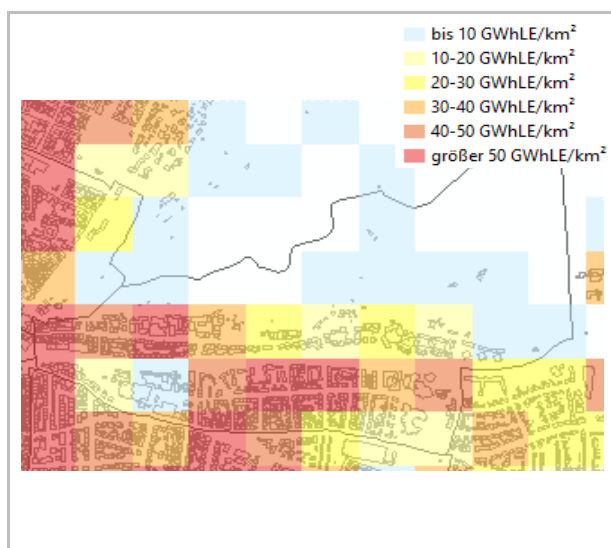 bis 10 GWhLE/km²
10-20 GWhLE/km²
20-30 GWhLE/km²
30-40 GWhLE/km²
40-50 GWhLE/km²
größer 50 GWhLE/km²